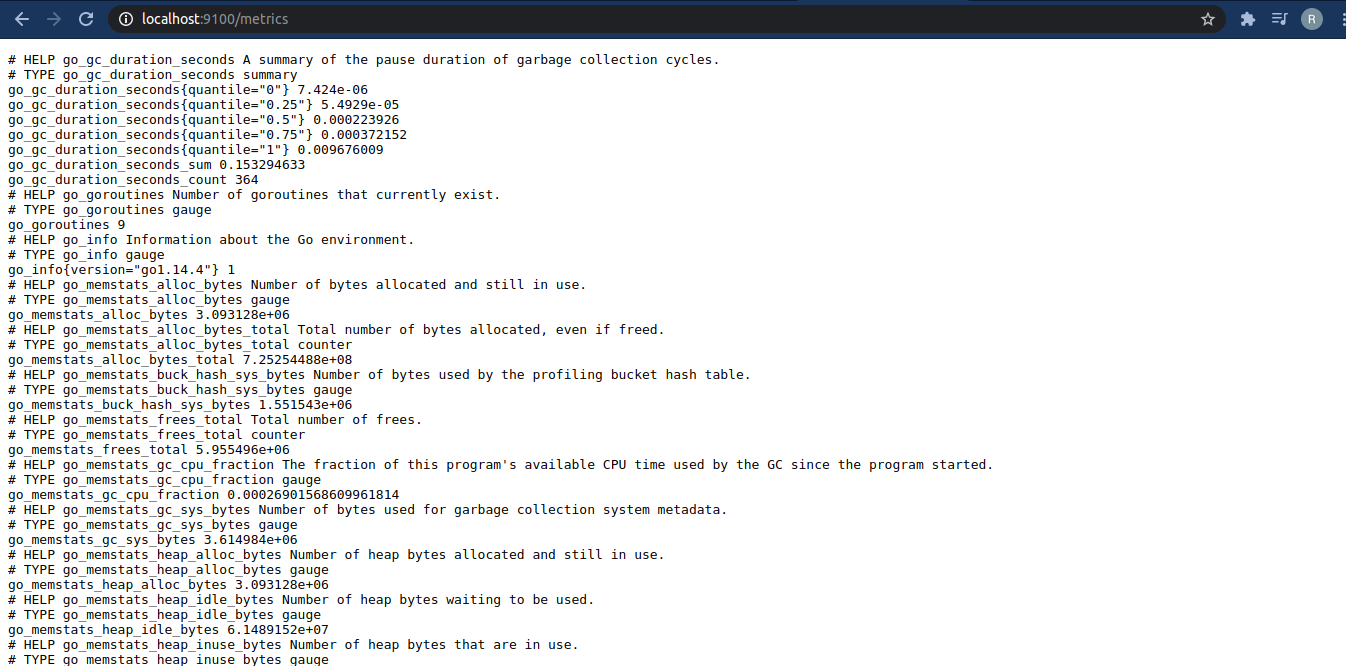 localhost:9100/metrics
R
# HELP go_gc_duration_seconds A summary of the pause duration of garbage collection cycles.
# TYPE go_gc_duration_seconds summary
go_gc_duration_seconds{quantile="0"} 7.424e-06
go_gc_duration_seconds{quantile="0.25"} 5.4929e-05
go_gc_duration_seconds{quantile="0.5"} 0.000223926
go_gc_duration_seconds{quantile="0.75"} 0.000372152
go_gc_duration_seconds{quantile="1"} 0.009676009
go_gc_duration_seconds_sum 0.153294633
go_gc_duration_seconds_count 364
# HELP go_goroutines Number of goroutines that currently exist.
# TYPE go_goroutines gauge
go_goroutines 9
# HELP go_info Information about the Go environment.
# TYPE go_info gauge
go_info{version="go1.14.4"} 1
# HELP go_memstats_alloc_bytes Number of bytes allocated and still in use.
# TYPE go_memstats_alloc_bytes gauge
go_memstats_alloc_bytes 3.093128e+06
# HELP go_memstats_alloc_bytes_total Total number of bytes allocated, even if freed.
# TYPE go_memstats_alloc_bytes_total counter
go_memstats_alloc_bytes_total 7.25254488e+08
# HELP go_memstats_buck_hash_sys_bytes Number of bytes used by the profiling bucket hash table.
# TYPE go_memstats_buck_hash_sys_bytes gauge
go_memstats_buck_hash_sys_bytes 1.551543e+06
# HELP go_memstats_frees_total Total number of frees.
# TYPE go_memstats_frees_total counter
go_memstats_frees_total 5.955496e+06
# HELP go_memstats_gc_cpu_fraction The fraction of this program's available CPU time used by the GC since the program started.
# TYPE go_memstats_gc_cpu_fraction gauge
go_memstats_gc_cpu_fraction 0.00026901568609961814
# HELP go_memstats_gc_sys_bytes Number of bytes used for garbage collection system metadata.
# TYPE go_memstats_gc_sys_bytes gauge
go_memstats_gc_sys_bytes 3.614984e+06
# HELP go_memstats_heap_alloc_bytes Number of heap bytes allocated and still in use.
# TYPE go_memstats_heap_alloc_bytes gauge
go_memstats_heap_alloc_bytes 3.093128e+06
# HELP go_memstats_heap_idle_bytes Number of heap bytes waiting to be used.
# TYPE go_memstats_heap_idle_bytes gauge
go_memstats_heap_idle_bytes 6.1489152e+07
# HELP go_memstats_heap_inuse_bytes Number of heap bytes that are in use.
# TYPE go_memstats_heap_inuse_bytes gauge